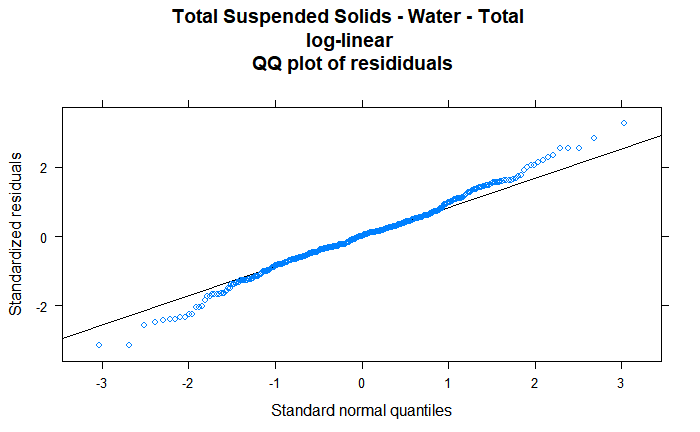 Total Suspended Solids - Water - Total
log-linear
QQ plot of resididuals
Standardized residuals
2
0
-2
-3
-2
-1
0
1
2
3
Standard normal quantiles